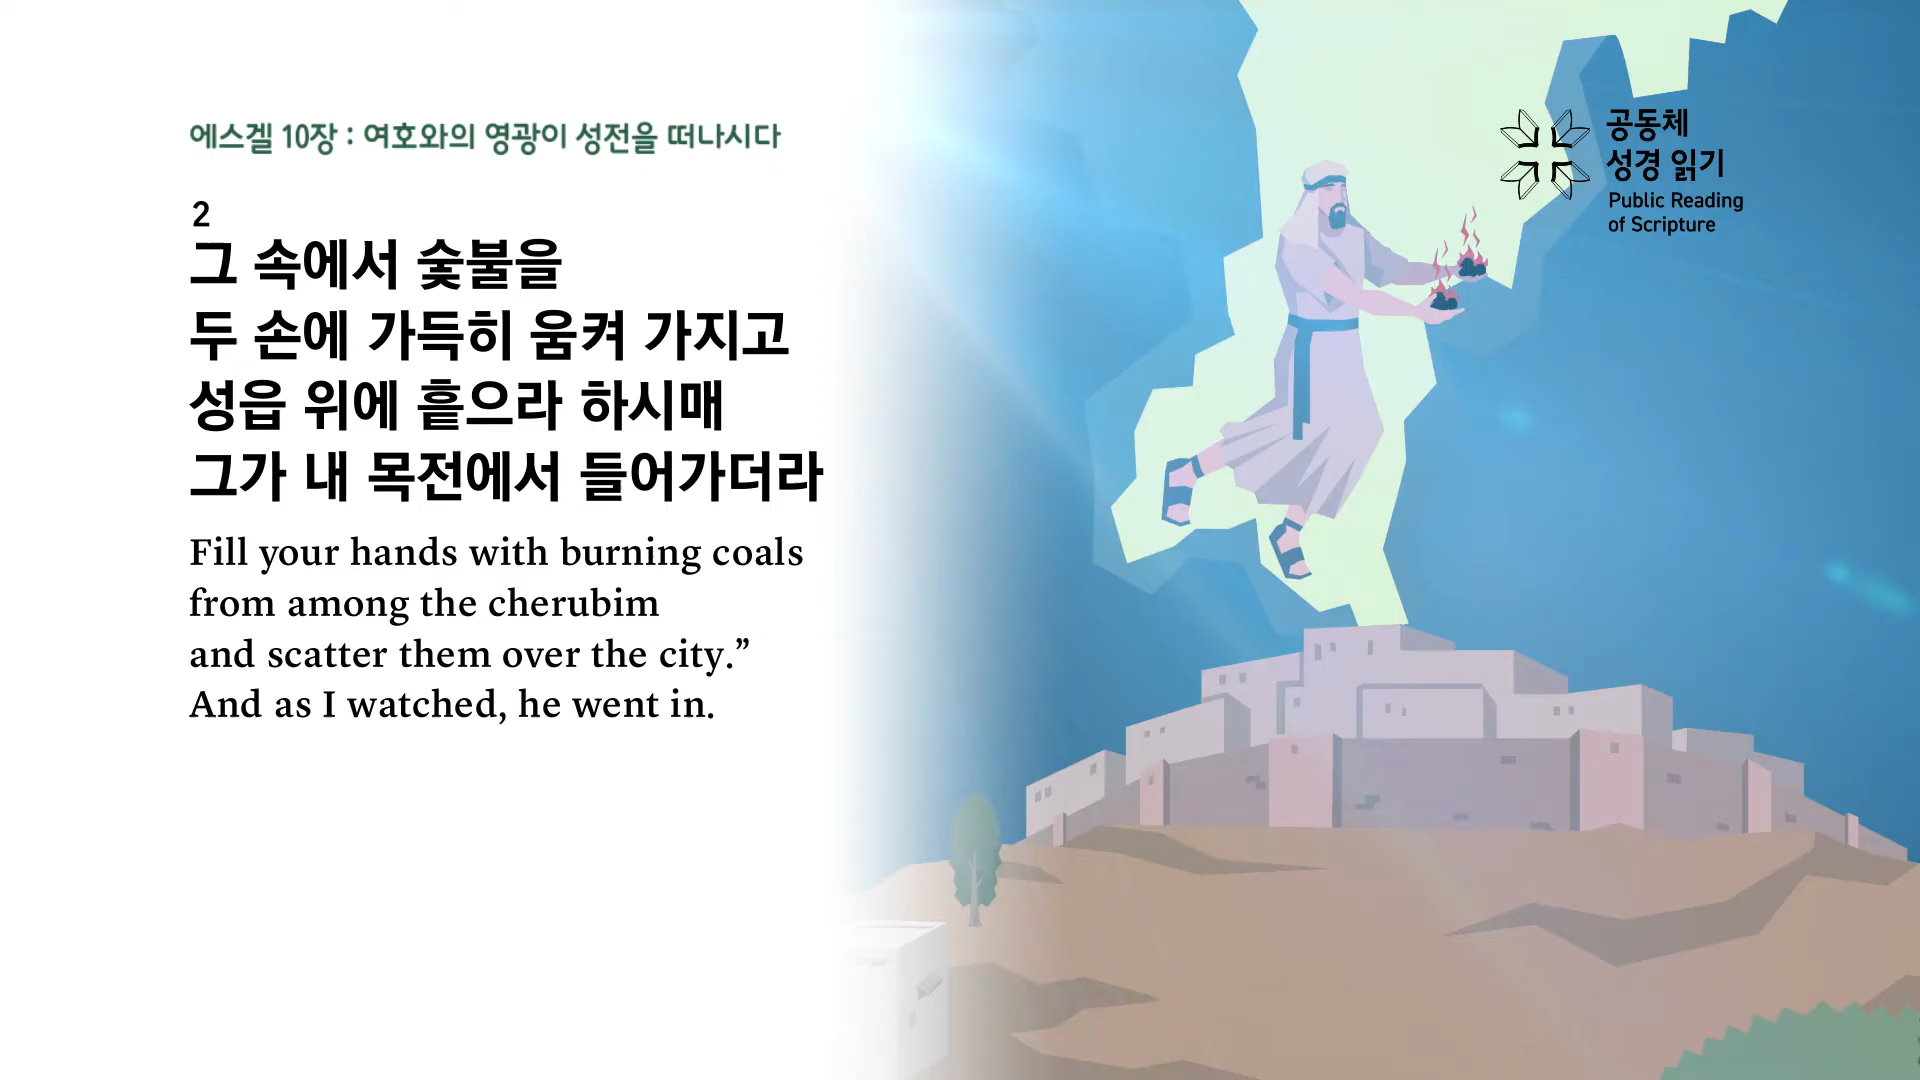 에스겔 10장 : 여호와의 영광이 성전을 떠나시다
2
그 속에서 숯불을
두 손에 가득히 움켜 가지고
성읍 위에 흩으라 하시매
그가 내 목전에서 들어가더라
Fill your hands with burning coals
from among the cherubim
and scatter them over the city.”
And as I watched, he went in.
공동체
성경 읽기
Public Reading
of Scripture